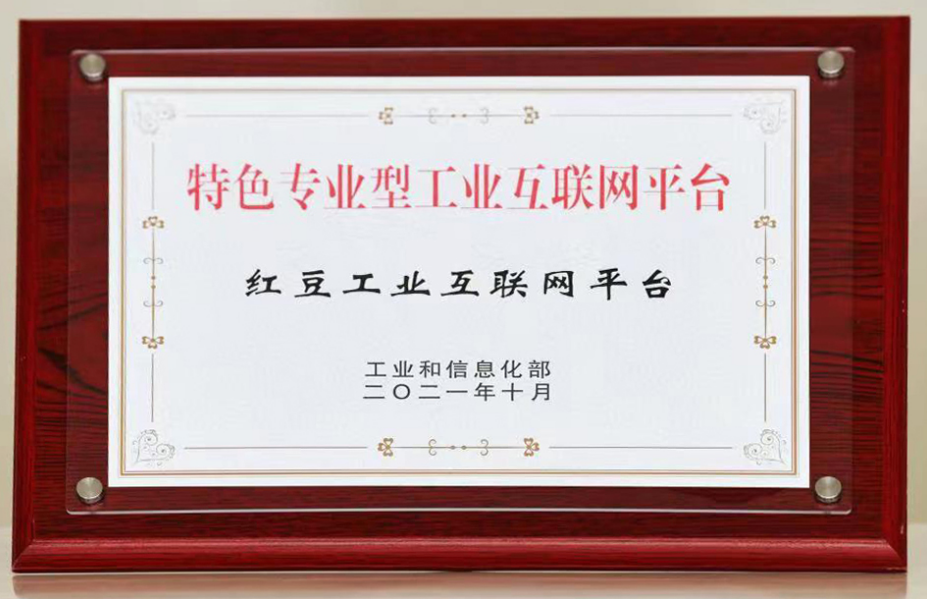 特色专业型工业互联网平台
红豆工业互联网平台
工业和信息化部
二〇二一年十月